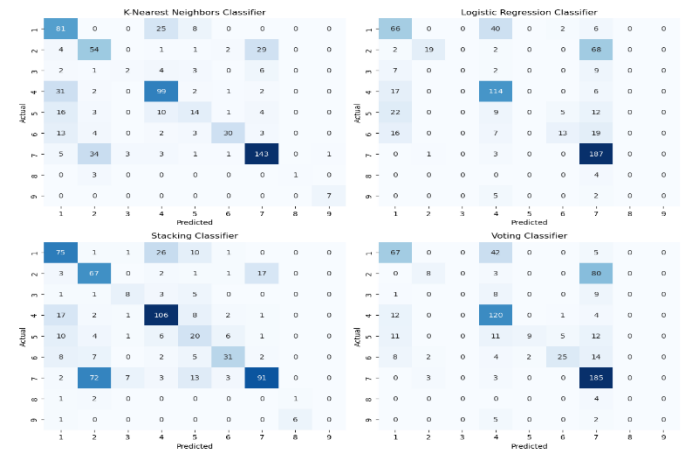 K-Nearest Neighbors Classifier
Actual
1 81 0 0 25 8 0 0 0 0
2 4 54 0 1 1 2 29 0 0
3 2 1 2 4 3 0 6 0 0
4 31 2 0 99 2 1 2 0 0
5 16 3 0 10 14 1 4 0 0
6 13 4 0 2 3 30 3 0 0
7 5 34 3 3 1 1 143 0 1
8 0 3 0 0 0 0 0 1 0
9 0 0 0 0 0 0 0 0 7
1 2 3 4 5 6 7 8 9
Predicted
Logistic Regression Classifier
Actual
1 66 0 0 40 0 2 6 0 0
2 2 19 0 2 0 0 68 0 0
3 7 0 0 2 0 0 9 0 0
4 17 0 0 114 0 0 6 0 0
5 22 0 0 9 0 5 12 0 0
6 16 0 0 7 0 13 19 0 0
7 0 1 0 3 0 0 187 0 0
8 0 0 0 0 0 0 4 0 0
9 0 0 0 5 0 0 2 0 0
1 2 3 4 5 6 7 8 9
Predicted
Stacking Classifier
Actual
1 75 1 1 26 10 1 0 0 0
2 3 67 0 2 1 1 17 0 0
3 1 1 8 3 5 0 0 0 0
4 17 2 1 106 8 2 1 0 0
5 10 4 1 6 20 6 1 0 0
6 8 7 0 2 5 31 2 0 0
7 2 72 7 3 13 3 91 0 0
8 1 2 0 0 0 0 0 1 0
9 1 0 0 0 0 0 0 6 0
1 2 3 4 5 6 7 8 9
Predicted
Voting Classifier
Actual
1 67 0 0 42 0 0 5 0 0
2 0 8 0 3 0 0 80 0 0
3 1 0 0 8 0 0 9 0 0
4 12 0 0 120 0 1 4 0 0
5 11 0 0 11 9 5 12 0 0
6 8 2 0 4 2 25 14 0 0
7 0 3 0 3 0 0 185 0 0
8 0 0 0 0 0 0 4 0 0
9 0 0 0 5 0 0 2 0 0
1 2 3 4 5 6 7 8 9
Predicted